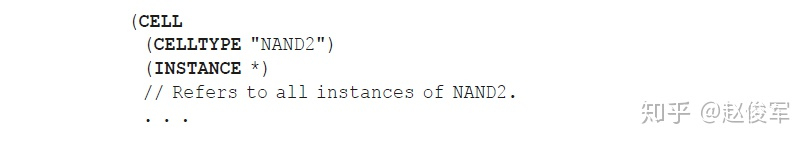 (CELL
(CELLTYPE "NAND2")
(INSTANCE *)
// Refers to all instances of NAND2.
. . .
知乎 @赵俊军